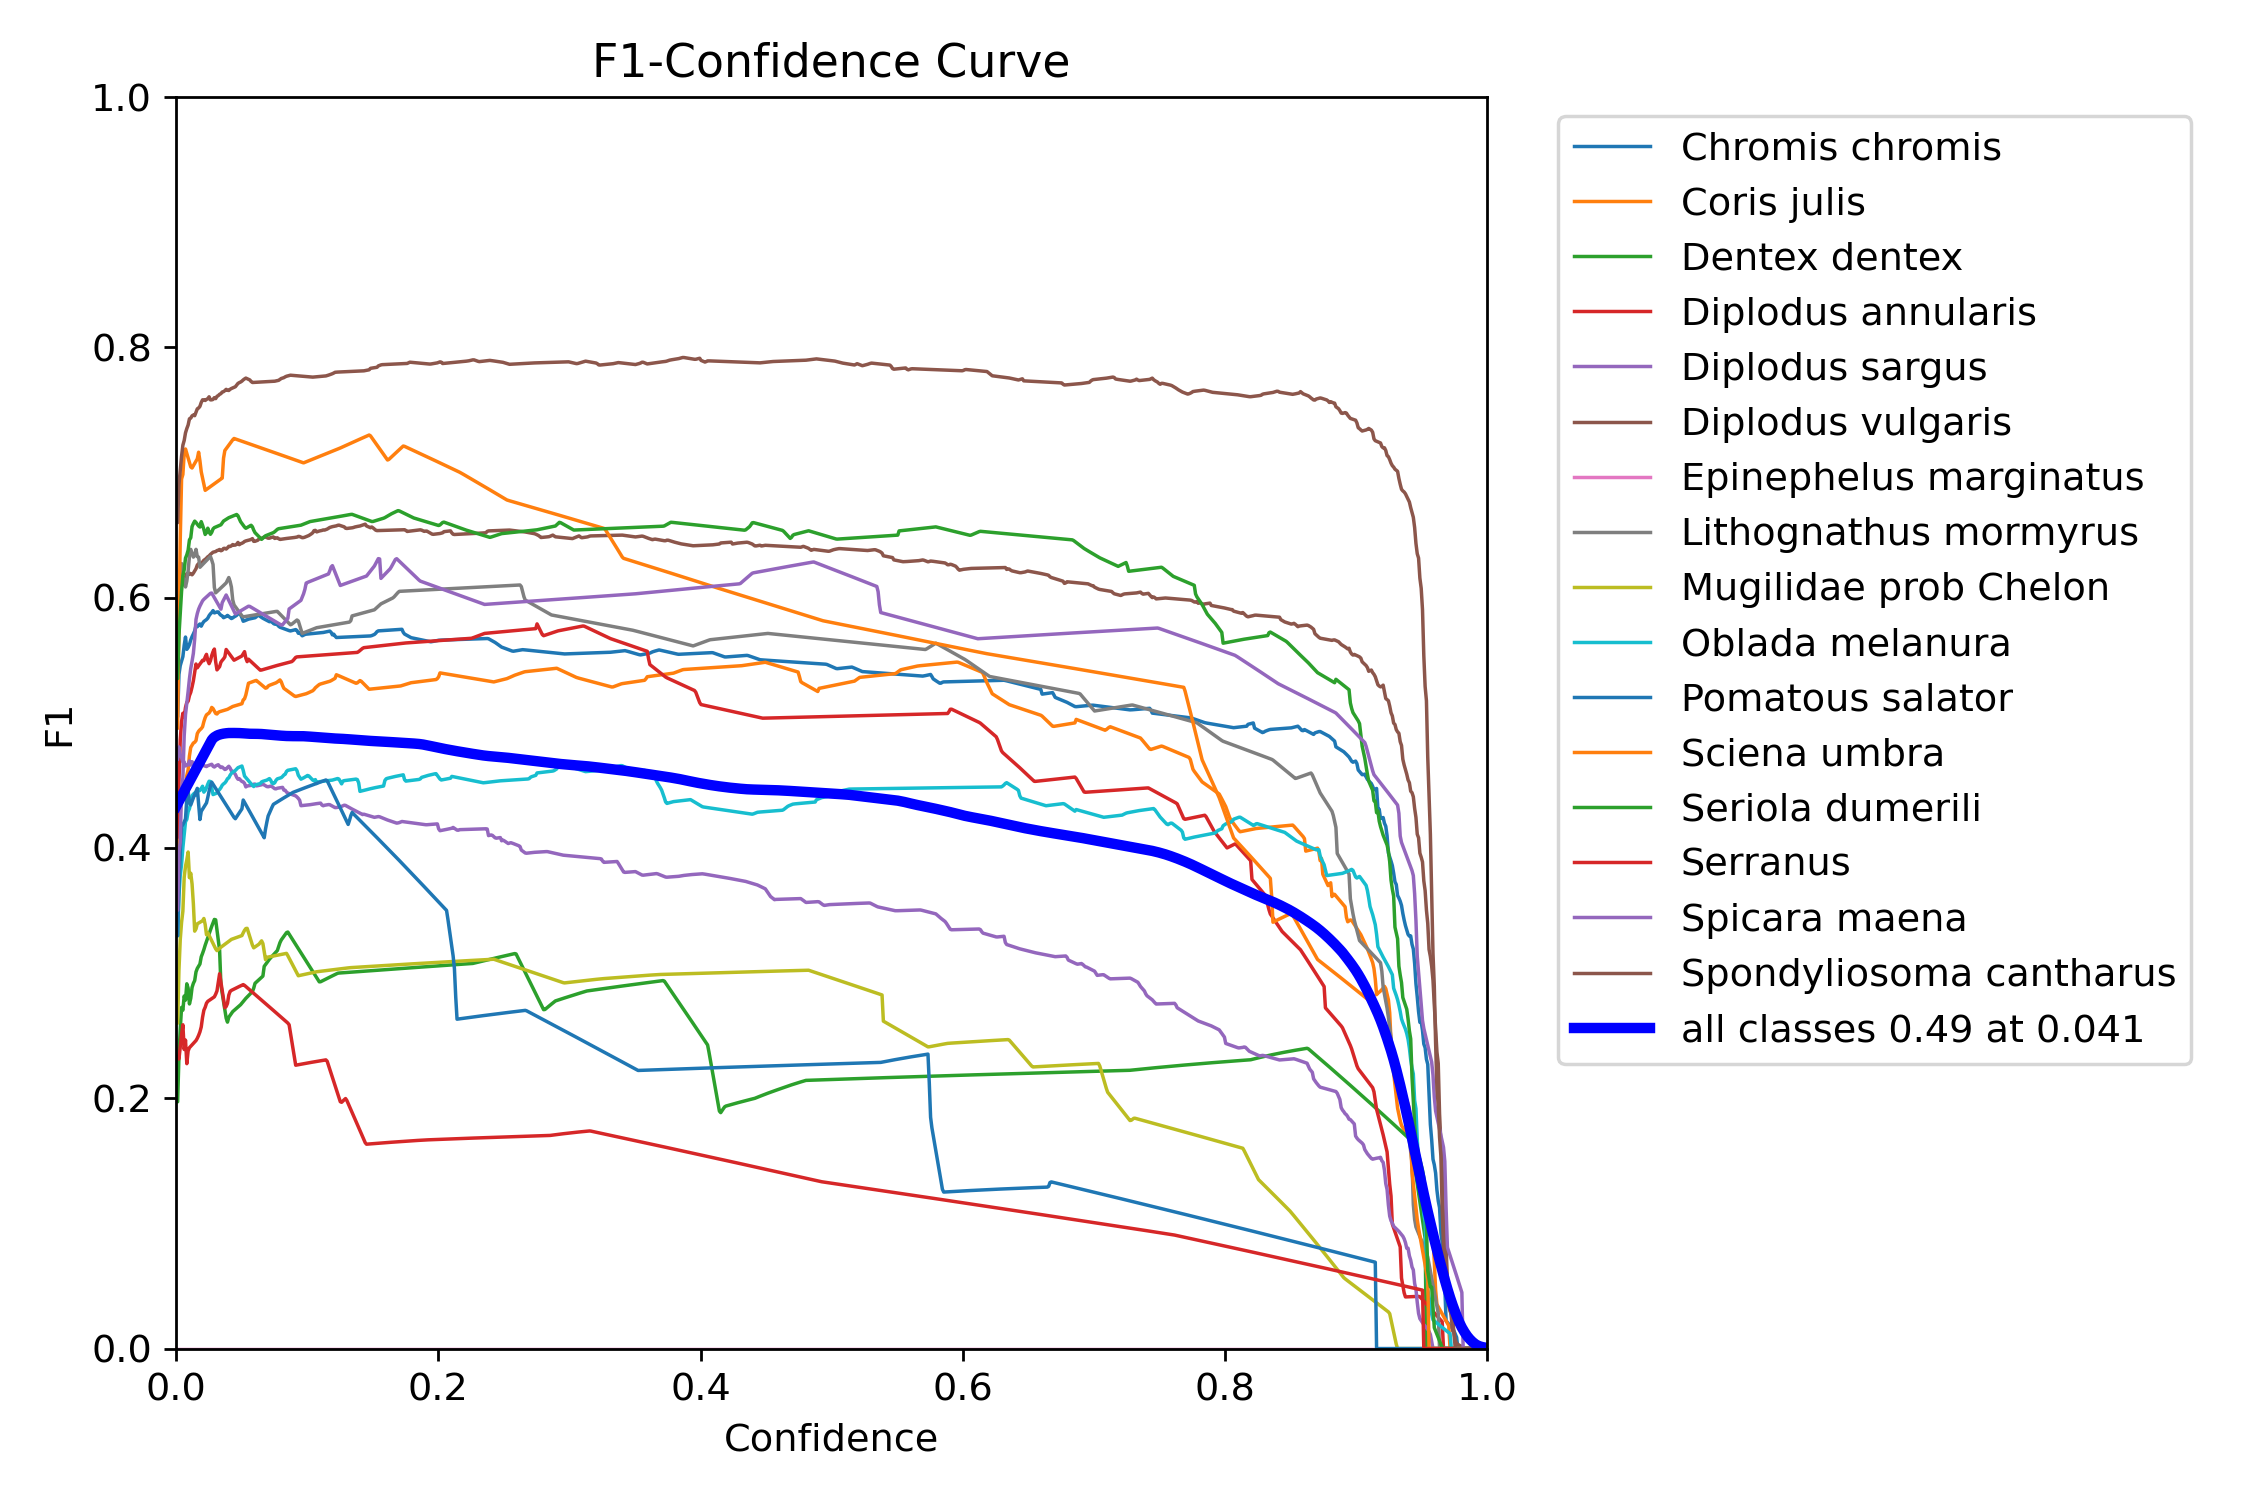 F1-Confidence Curve
1.0
0.8
0.6
0.4
0.2
0.0
F1
0.0 0.2 0.4 0.6 0.8 1.0
Confidence
Chromis chromis
Coris julis
Dentex dentex
Diplodus annularis
Diplodus sargus
Diplodus vulgaris
Epinephelus marginatus
Lithognathus mormyrus
Mugilidae prob Chelon
Oblada melanura
Pomatous salator
Sciena umbra
Seriola dumerili
Serranus
Spicara maena
Spondyliosoma cantharus
all classes 0.49 at 0.041